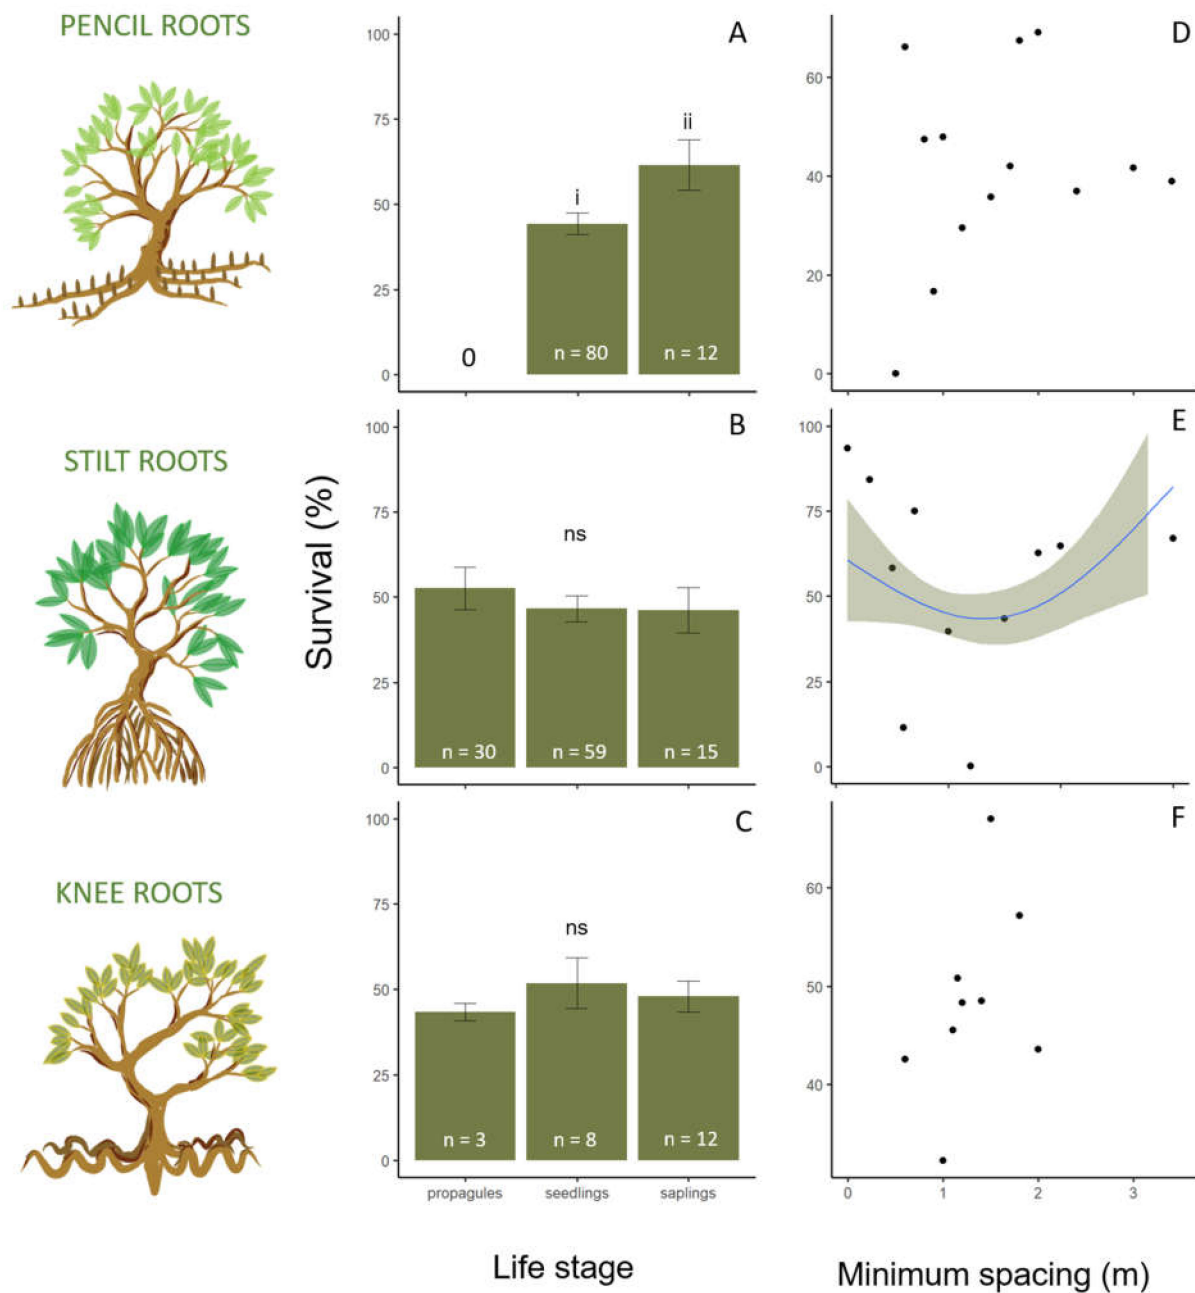 PENCIL ROOTS
A
100
75
50
25
0
i
ii
0
n = 80
n = 12
D
60
40
20
0
STILT ROOTS
Survival (%)
B
100
75
50
25
0
ns
n = 30
n = 59
n = 15
E
100
75
50
25
0
KNEE ROOTS
C
100
75
50
25
0
ns
n = 3
n = 8
n = 12
propagules
seedlings
saplings
Life stage
F
60
50
40
0
1
2
3
Minimum spacing (m)